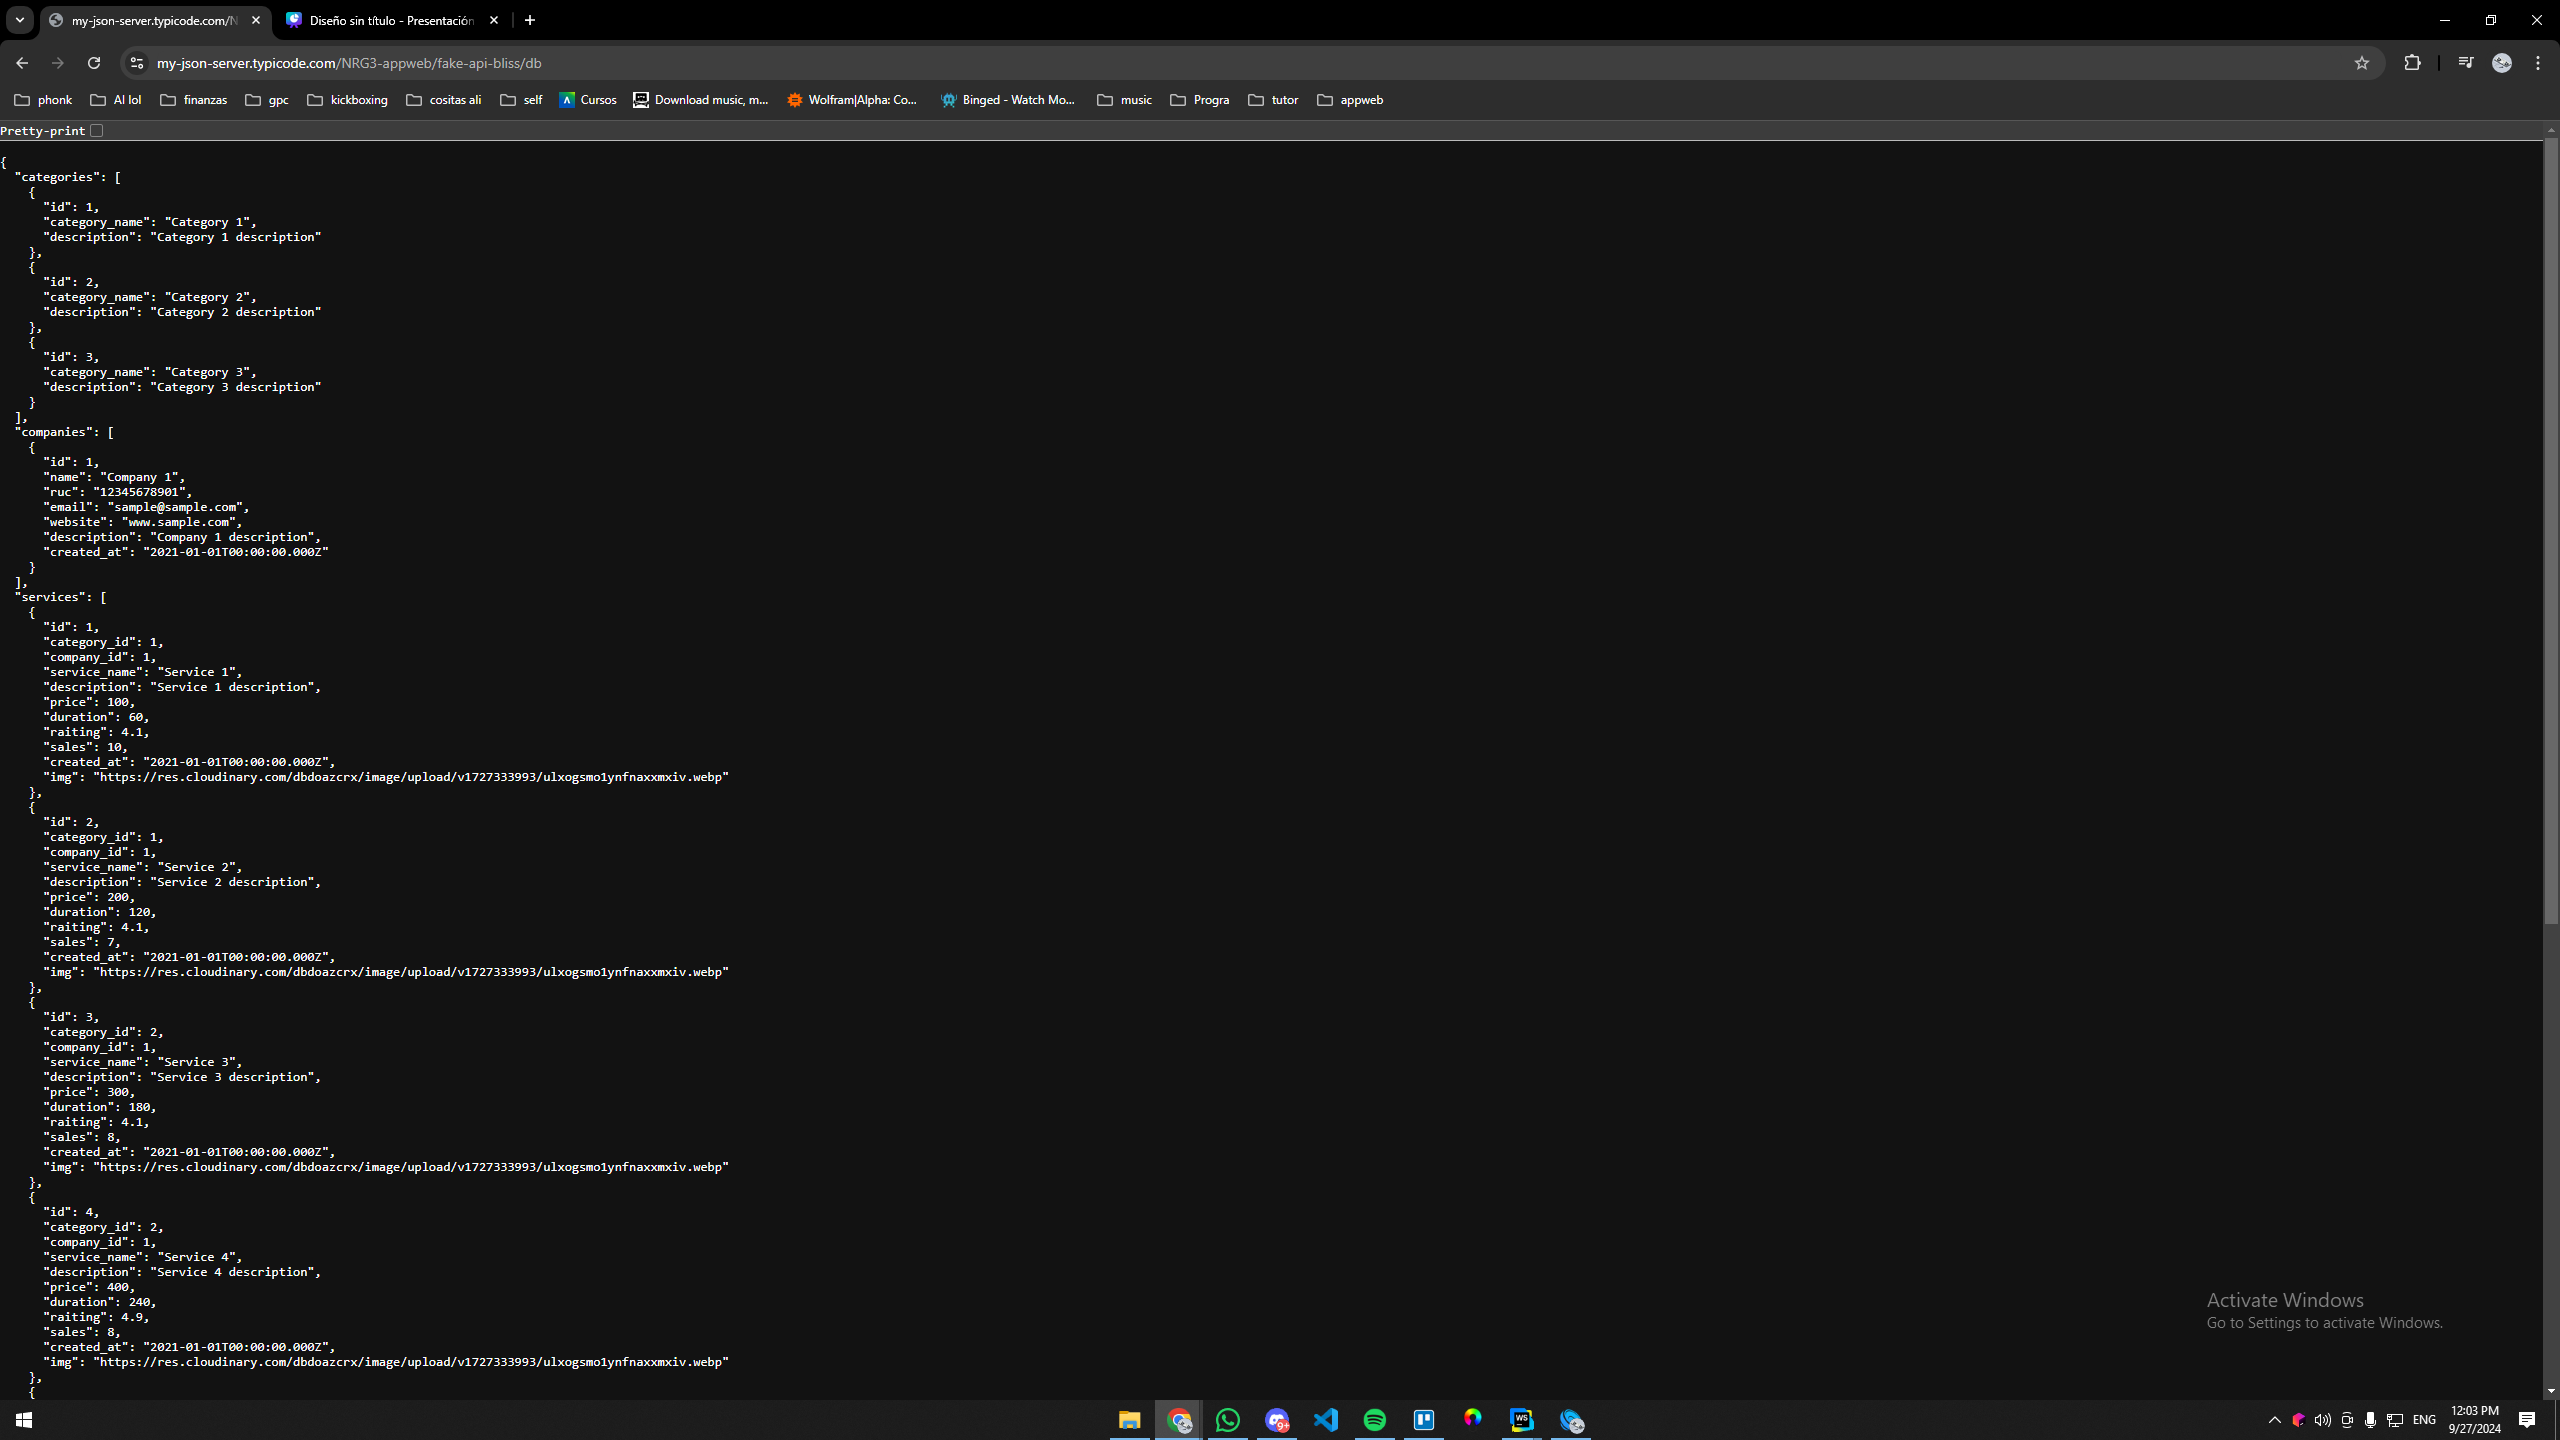 my-json-server.typicode.com/N
Diseño sin título - Presentación
my-json-server.typicode.com/NRG3-appweb/fake-api-bliss/db
phonk AI lol finanzas gpc kickboxing cositas ali self Cursos Download music, m... Wolfram|Alpha: Co... Binged - Watch Mo... music Progra tutor appweb
Pretty-print
{
  "categories": [
    {
      "id": 1,
      "category_name": "Category 1",
      "description": "Category 1 description"
    },
    {
      "id": 2,
      "category_name": "Category 2",
      "description": "Category 2 description"
    },
    {
      "id": 3,
      "category_name": "Category 3",
      "description": "Category 3 description"
    }
  ],
  "companies": [
    {
      "id": 1,
      "name": "Company 1",
      "ruc": "12345678901",
      "email": "sample@sample.com",
      "website": "www.sample.com",
      "description": "Company 1 description",
      "created_at": "2021-01-01T00:00:00.000Z"
    }
  ],
  "services": [
    {
      "id": 1,
      "category_id": 1,
      "company_id": 1,
      "service_name": "Service 1",
      "description": "Service 1 description",
      "price": 100,
      "duration": 60,
      "raiting": 4.1,
      "sales": 10,
      "created_at": "2021-01-01T00:00:00.000Z",
      "img": "https://res.cloudinary.com/dbdoazcrx/image/upload/v1727333993/ulxogsmo1ynfnaxxmxiv.webp"
    },
    {
      "id": 2,
      "category_id": 1,
      "company_id": 1,
      "service_name": "Service 2",
      "description": "Service 2 description",
      "price": 200,
      "duration": 120,
      "raiting": 4.1,
      "sales": 7,
      "created_at": "2021-01-01T00:00:00.000Z",
      "img": "https://res.cloudinary.com/dbdoazcrx/image/upload/v1727333993/ulxogsmo1ynfnaxxmxiv.webp"
    },
    {
      "id": 3,
      "category_id": 2,
      "company_id": 1,
      "service_name": "Service 3",
      "description": "Service 3 description",
      "price": 300,
      "duration": 180,
      "raiting": 4.1,
      "sales": 8,
      "created_at": "2021-01-01T00:00:00.000Z",
      "img": "https://res.cloudinary.com/dbdoazcrx/image/upload/v1727333993/ulxogsmo1ynfnaxxmxiv.webp"
    },
    {
      "id": 4,
      "category_id": 2,
      "company_id": 1,
      "service_name": "Service 4",
      "description": "Service 4 description",
      "price": 400,
      "duration": 240,
      "raiting": 4.9,
      "sales": 8,
      "created_at": "2021-01-01T00:00:00.000Z",
      "img": "https://res.cloudinary.com/dbdoazcrx/image/upload/v1727333993/ulxogsmo1ynfnaxxmxiv.webp"
    },
    {
Activate Windows
Go to Settings to activate Windows.
9+
WS
ENG
12:03 PM
9/27/2024